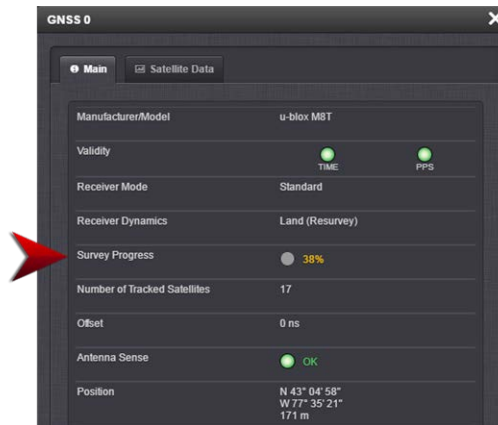 GNSS 0
X
Main Satellite Data
Manufacturer/Model u-blox M8T
Validity
TIME PPS
Receiver Mode Standard
Receiver Dynamics Land (Resurvey)
Survey Progress 38%
Number of Tracked Satellites 17
Offset 0 ns
Antenna Sense OK
Position N 43° 04' 58"
W 77° 35' 21"
171 m